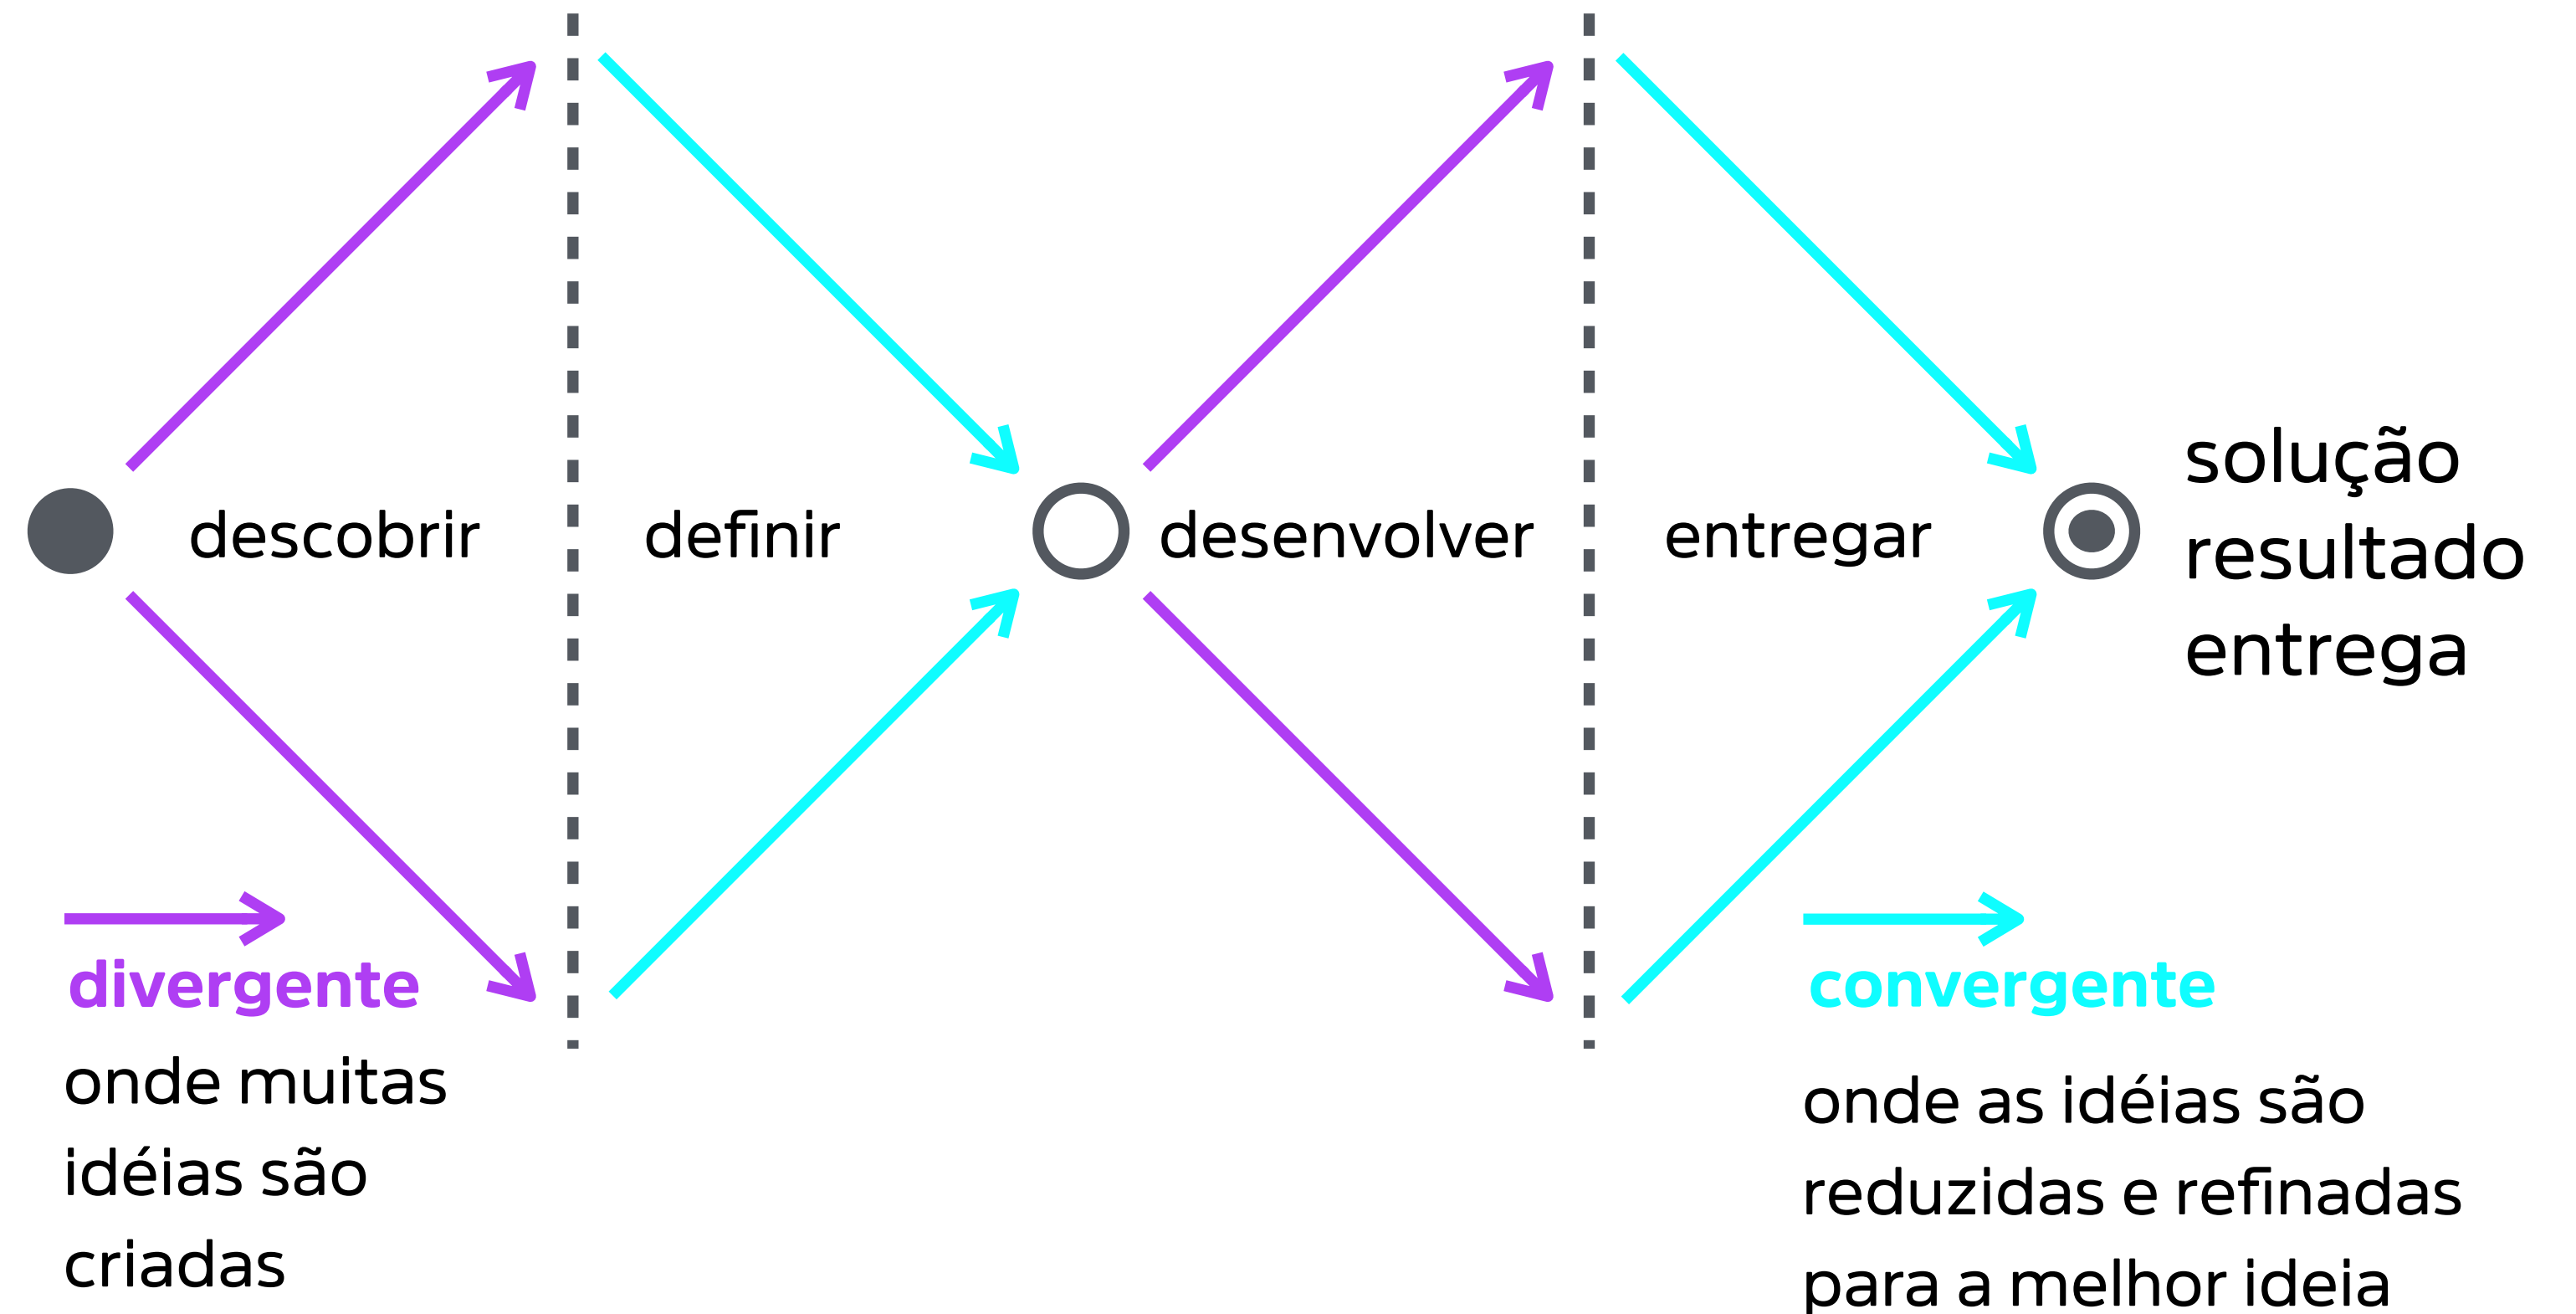 descobrir
definir
desenvolver
entregar
solução
resultado
entrega
divergente
onde muitas
idéias são
criadas
convergente
onde as idéias são
reduzidas e refinadas
para a melhor ideia